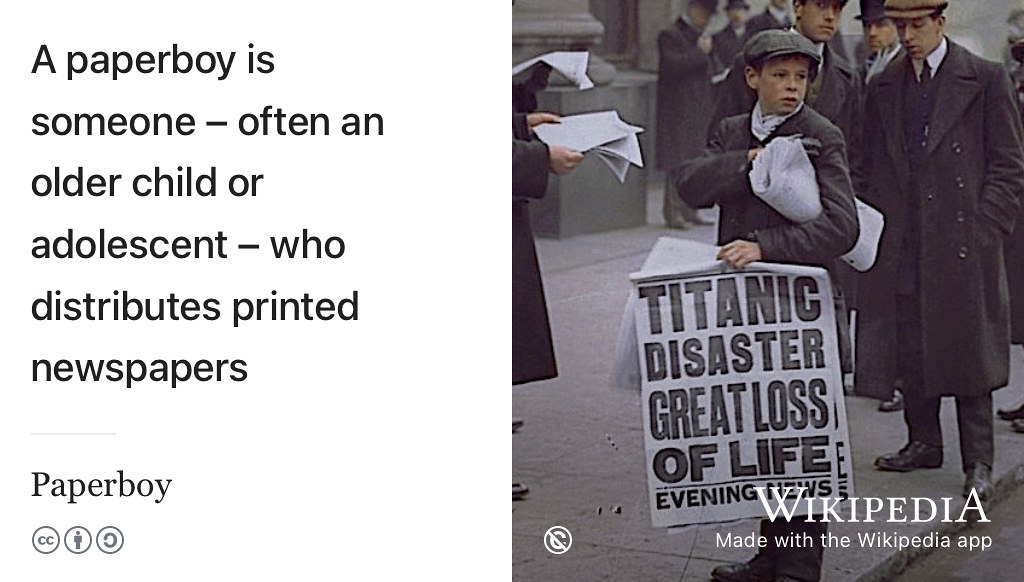 A paperboy is
someone – often an
older child or
adolescent – who
distributes printed
newspapers
Paperboy
cc
TITANIC
DISASTER
GREAT LOSS
OF LIFE
EVENING NEWS
WIKIPEDIA
Made with the Wikipedia app